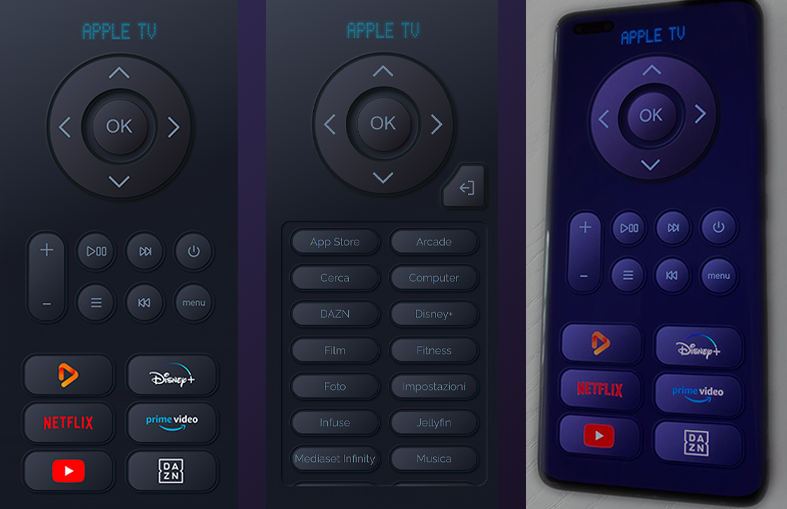 APPLE TV
OK
+
−
menu
Disney+
NETFLIX
prime video
DAZN
APPLE TV
OK
App Store
Arcade
Cerca
Computer
DAZN
Disney+
Film
Fitness
Foto
Impostazioni
Infuse
Jellyfin
Mediaset Infinity
Musica
APPLE TV
OK
+
−
menu
Disney+
NETFLIX
prime video
DAZN